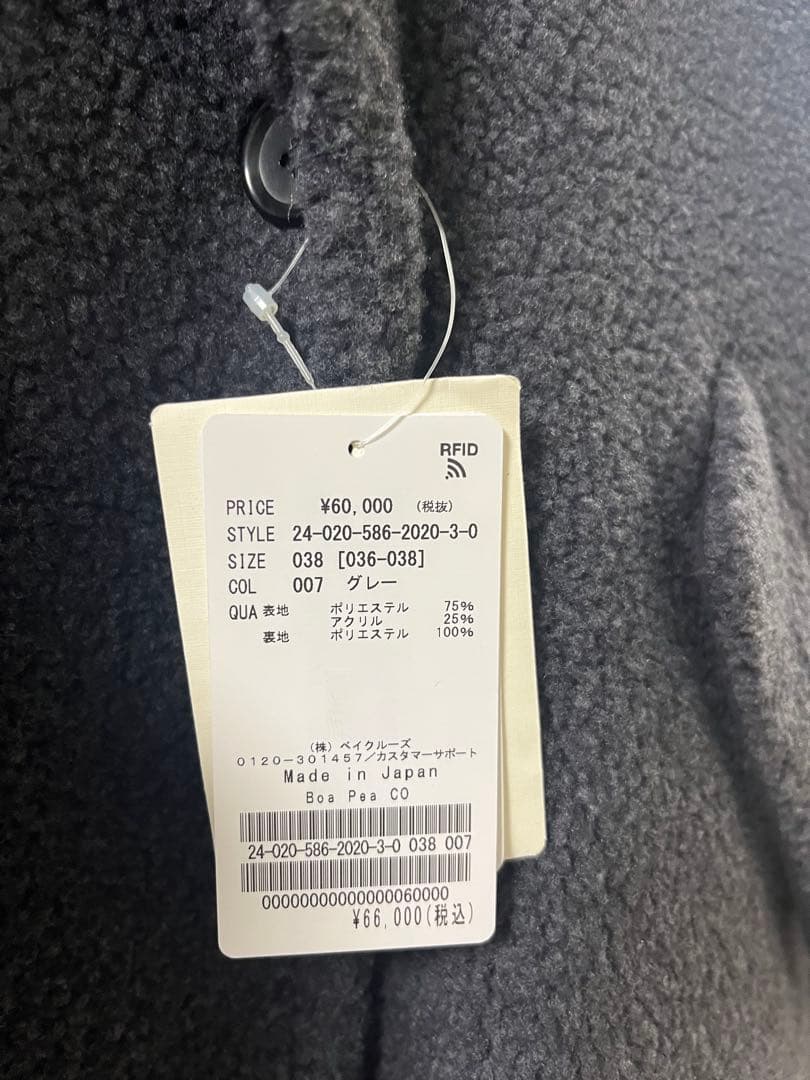 RFID
PRICE ¥60,000 (税抜)
STYLE 24-020-586-2020-3-0
SIZE 038 [036-038]
COL 007 グレー
QUA 表地 ポリエステル 75%
アクリル 25%
裏地 ポリエステル 100%
(株) ベイクルーズ
0120-301457/カスタマーサポート
Made in Japan
Boa Pea CO
24-020-586-2020-3-0 038 007
00000000000000060000
¥66,000(税込)